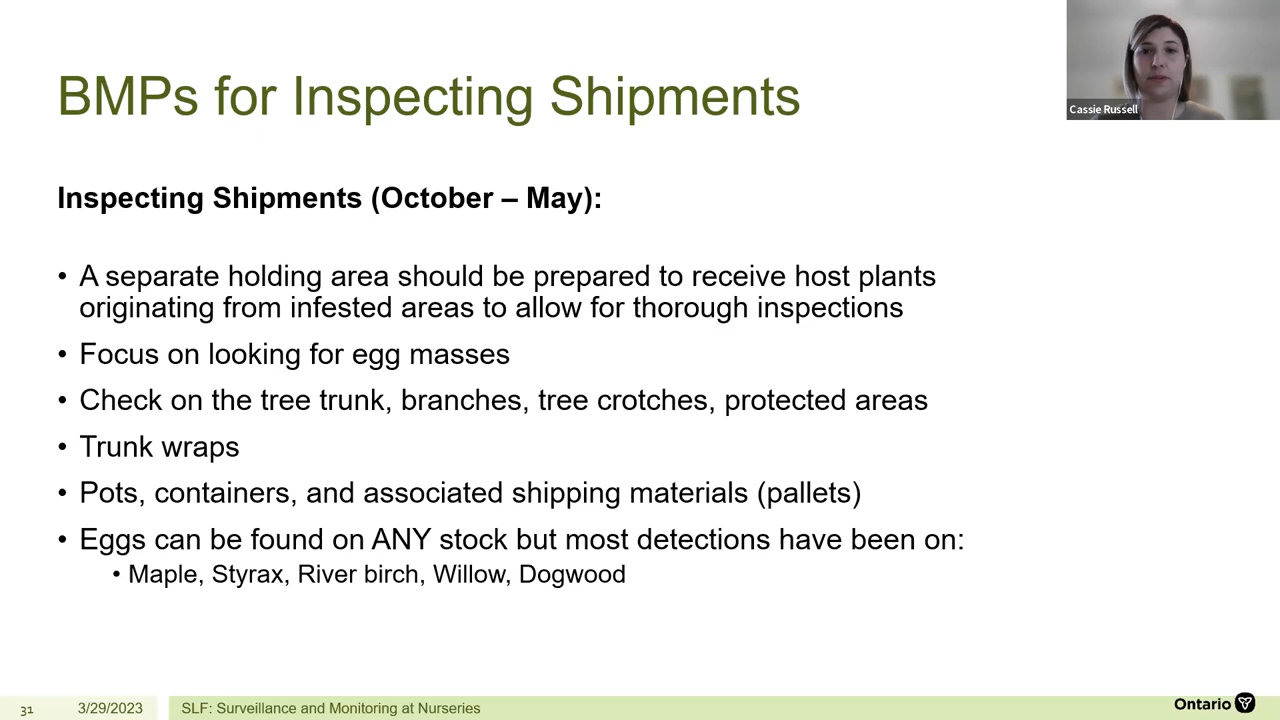 BMPs for Inspecting Shipments
Cassie Russell
Inspecting Shipments (October – May):
• A separate holding area should be prepared to receive host plants
originating from infested areas to allow for thorough inspections
• Focus on looking for egg masses
• Check on the tree trunk, branches, tree crotches, protected areas
• Trunk wraps
• Pots, containers, and associated shipping materials (pallets)
• Eggs can be found on ANY stock but most detections have been on:
• Maple, Styrax, River birch, Willow, Dogwood
31 3/29/2023 SLF: Surveillance and Monitoring at Nurseries Ontario